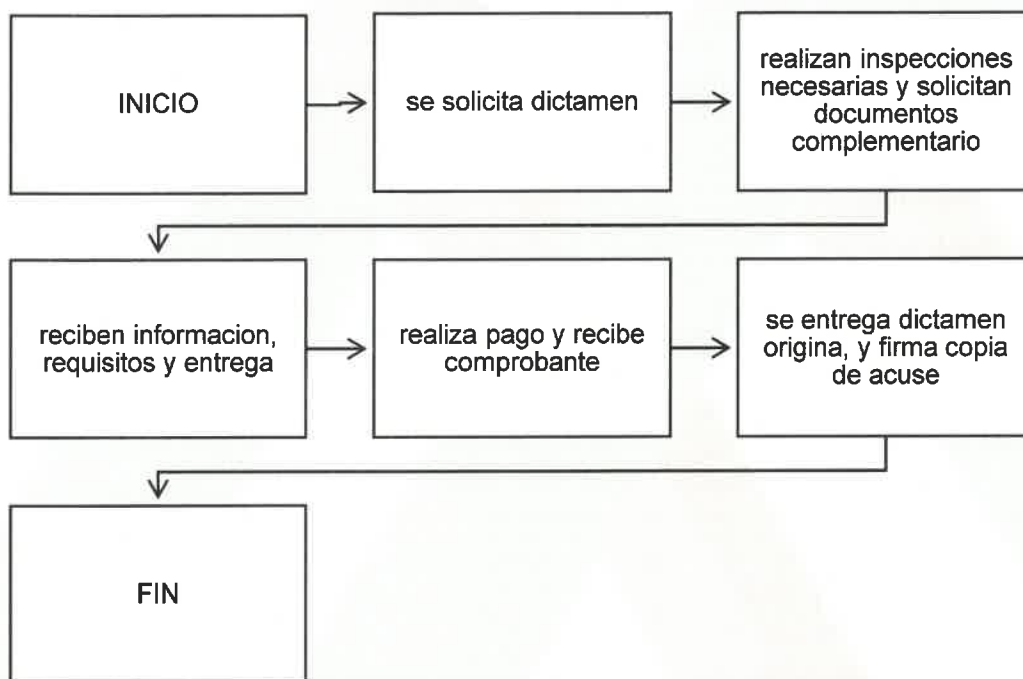 INICIO
se solicita dictamen
realizan inspecciones
necesarias y solicitan
documentos
complementario
reciben informacion,
requisitos y entrega
realiza pago y recibe
comprobante
se entrega dictamen
origina, y firma copia
de acuse
FIN